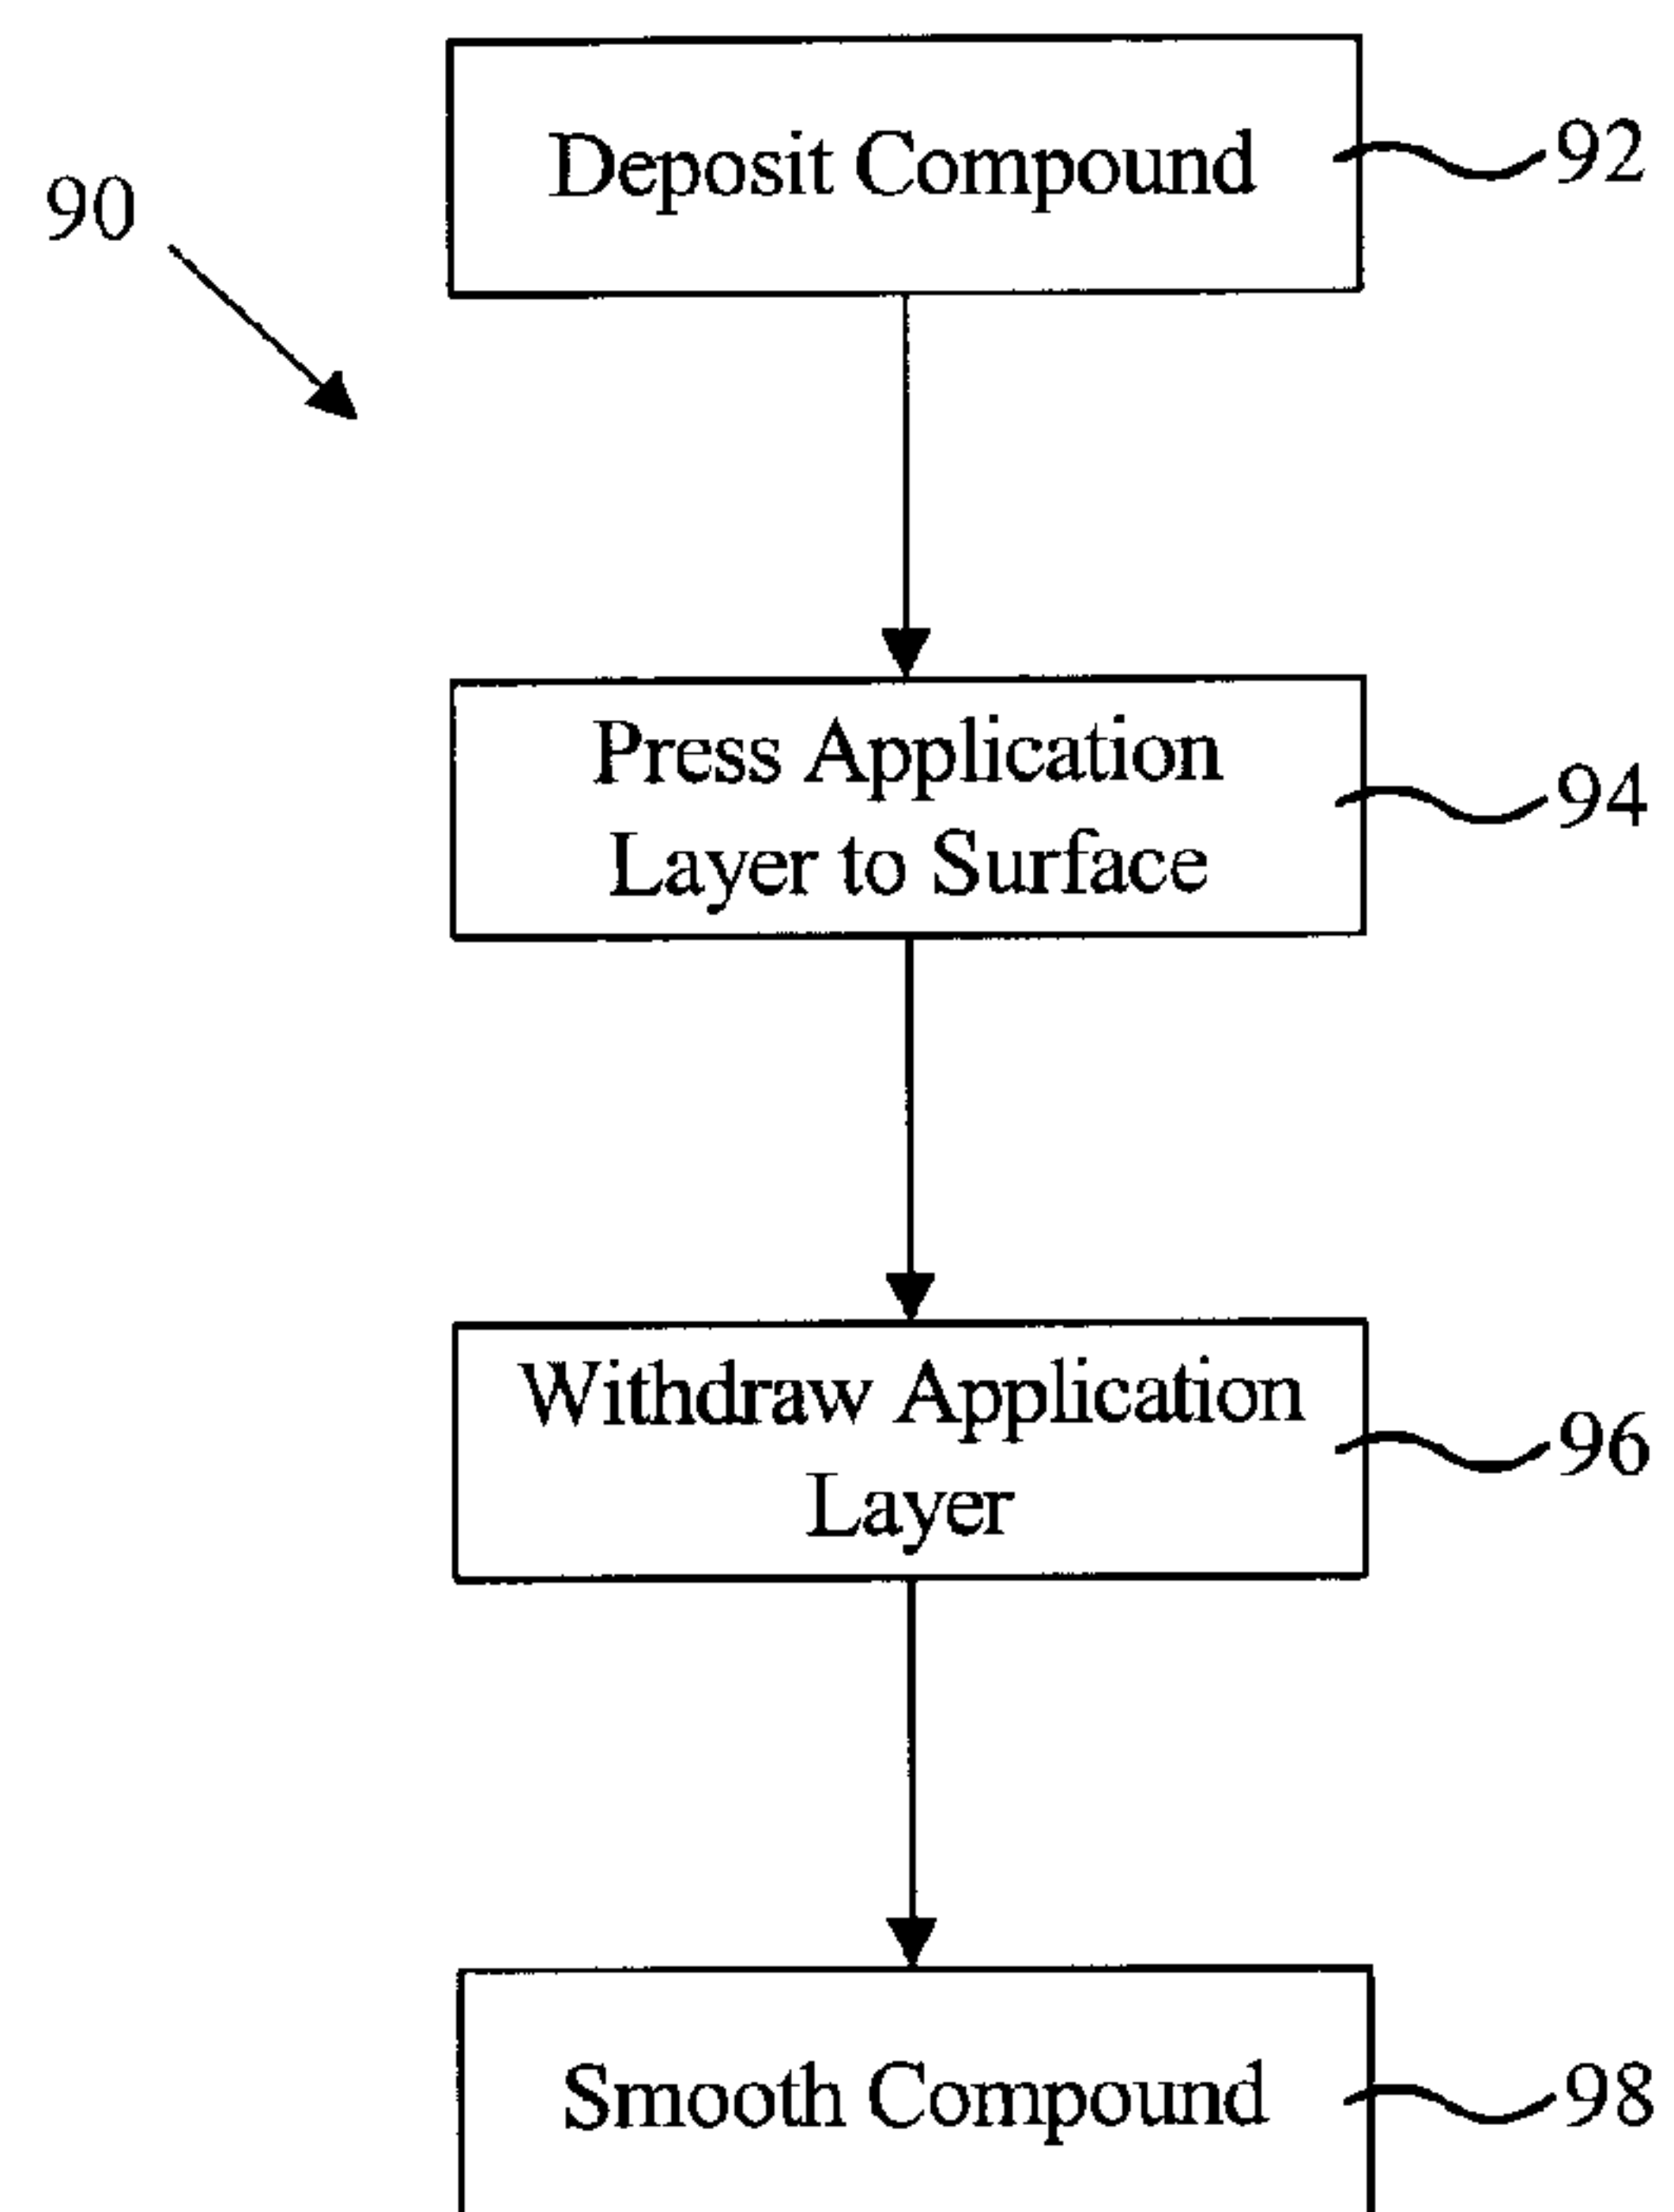 90
Deposit Compound
92
Press Application
Layer to Surface
94
Withdraw Application
Layer
96
Smooth Compound
98